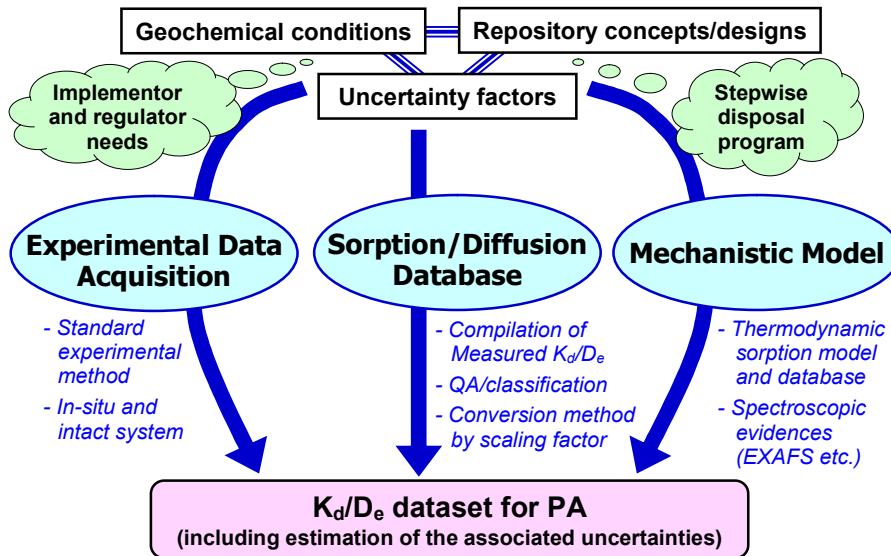 Geochemical conditions
Repository concepts/designs
Implementor
and regulator
needs
Uncertainty factors
Stepwise
disposal
program
Experimental Data
Acquisition
Sorption/Diffusion
Database
Mechanistic Model
- Standard
experimental
method
- In-situ and
intact system
- Compilation of
Measured Kd/De
- QA/classification
- Conversion method
by scaling factor
- Thermodynamic
sorption model
and database
- Spectroscopic
evidences
(EXAFS etc.)
Kd/De dataset for PA
(including estimation of the associated uncertainties)